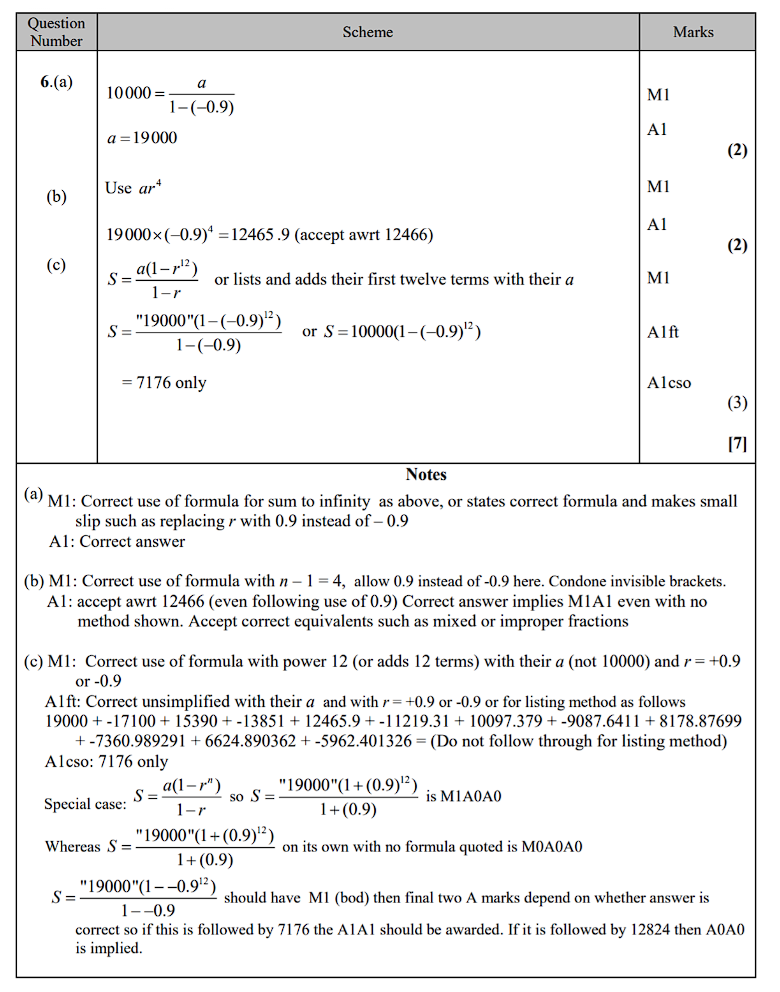 Question Number Scheme Marks
6.(a) 10000 = a / (1−(−0.9)) M1
a = 19000 A1
(2)
(b) Use ar⁴ M1
19000×(−0.9)⁴ = 12465.9 (accept awrt 12466) A1
(2)
(c) S = a(1−r¹²) / (1−r) or lists and adds their first twelve terms with their a M1
S = "19000"(1−(−0.9)¹²) / (1−(−0.9)) or S = 10000(1−(−0.9)¹²) A1ft
= 7176 only A1cso
(3)
[7]
Notes
(a) M1: Correct use of formula for sum to infinity as above, or states correct formula and makes small
slip such as replacing r with 0.9 instead of – 0.9
A1: Correct answer
(b) M1: Correct use of formula with n – 1 = 4, allow 0.9 instead of -0.9 here. Condone invisible brackets.
A1: accept awrt 12466 (even following use of 0.9) Correct answer implies M1A1 even with no
method shown. Accept correct equivalents such as mixed or improper fractions
(c) M1: Correct use of formula with power 12 (or adds 12 terms) with their a (not 10000) and r = +0.9
or -0.9
A1ft: Correct unsimplified with their a and with r = +0.9 or -0.9 or for listing method as follows
19000 + -17100 + 15390 + -13851 + 12465.9 + -11219.31 + 10097.379 + -9087.6411 + 8178.87699
+ -7360.989291 + 6624.890362 + -5962.401326 = (Do not follow through for listing method)
A1cso: 7176 only
Special case: S = a(1−rⁿ) / (1−r) so S = "19000"(1+(0.9)¹²) / (1+(0.9)) is M1A0A0
Whereas S = "19000"(1+(0.9)¹²) / (1+(0.9)) on its own with no formula quoted is M0A0A0
S = "19000"(1−−0.9¹²) / (1−−0.9) should have M1 (bod) then final two A marks depend on whether answer is
correct so if this is followed by 7176 the A1A1 should be awarded. If it is followed by 12824 then A0A0
is implied.